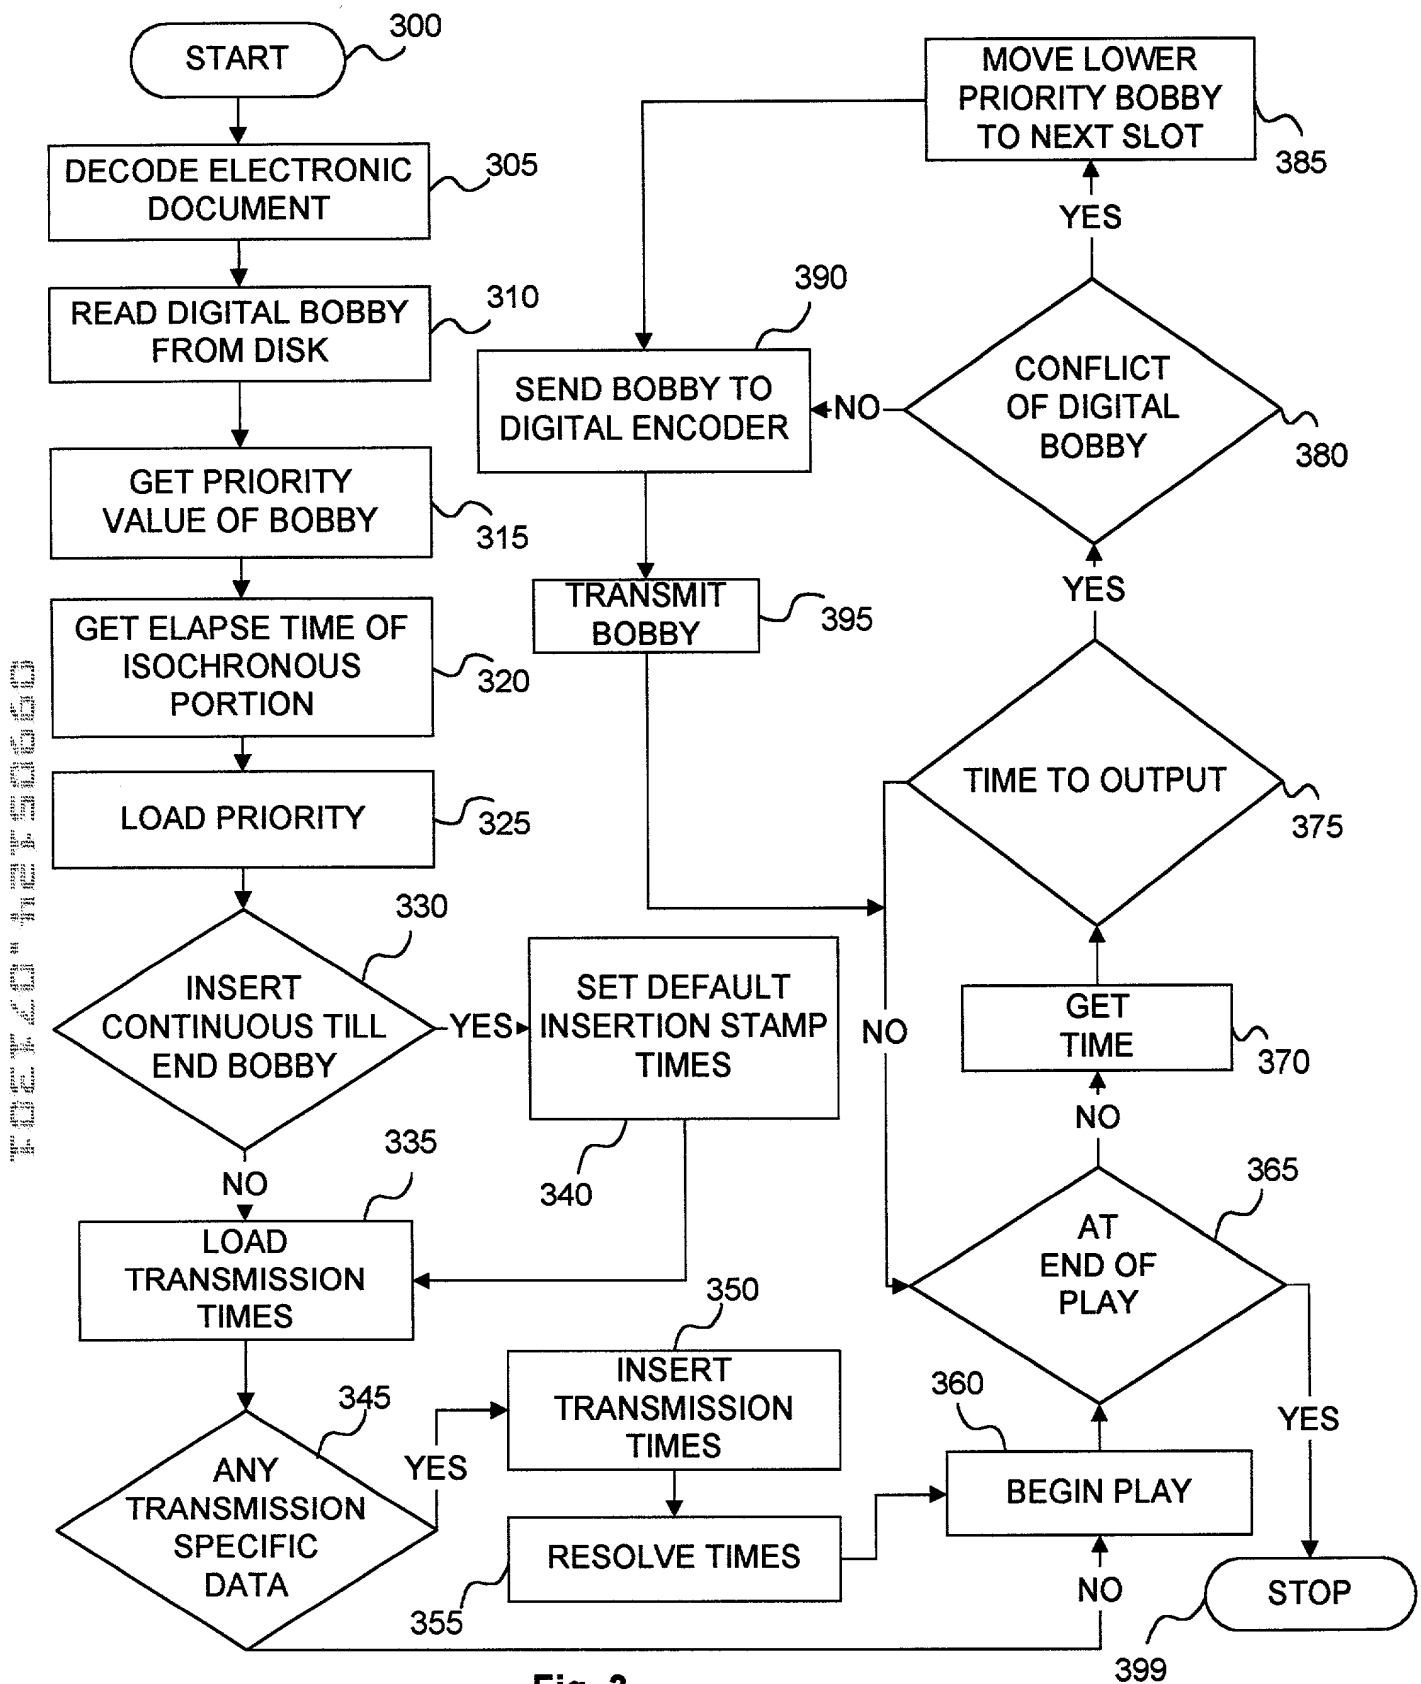 START
300
DECODE ELECTRONIC
DOCUMENT
305
READ DIGITAL BOBBY
FROM DISK
310
GET PRIORITY
VALUE OF BOBBY
315
GET ELAPSE TIME OF
ISOCHRONOUS
PORTION
320
LOAD PRIORITY
325
INSERT
CONTINUOUS TILL
END BOBBY
330
YES
SET DEFAULT
INSERTION STAMP
TIMES
340
NO
LOAD
TRANSMISSION
TIMES
335
ANY
TRANSMISSION
SPECIFIC
DATA
345
YES
INSERT
TRANSMISSION
TIMES
350
RESOLVE TIMES
355
NO
BEGIN PLAY
360
AT
END OF
PLAY
365
YES
STOP
399
NO
GET
TIME
370
TIME TO OUTPUT
375
NO
YES
CONFLICT
OF DIGITAL
BOBBY
380
YES
MOVE LOWER
PRIORITY BOBBY
TO NEXT SLOT
385
NO
SEND BOBBY TO
DIGITAL ENCODER
390
TRANSMIT
BOBBY
395